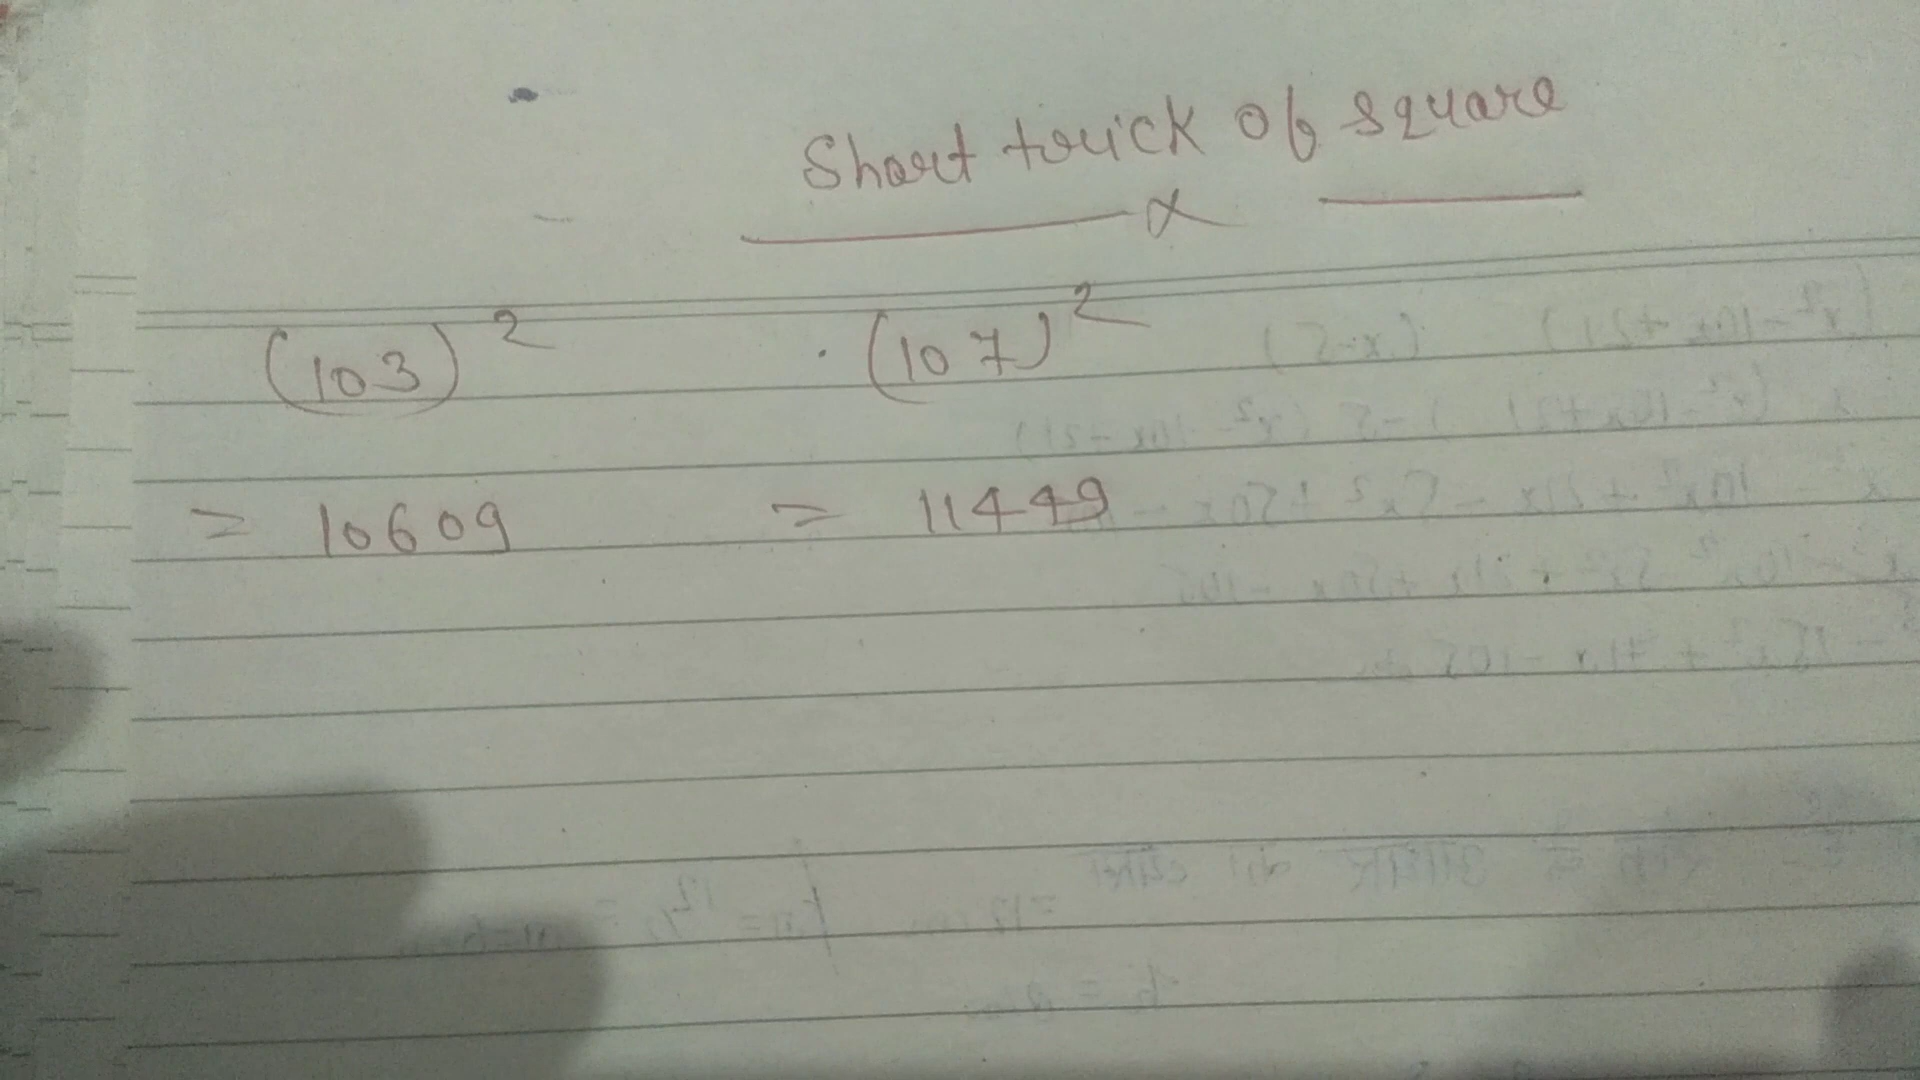 Short trick of square
(103)² (107)²
= 10609 = 11449